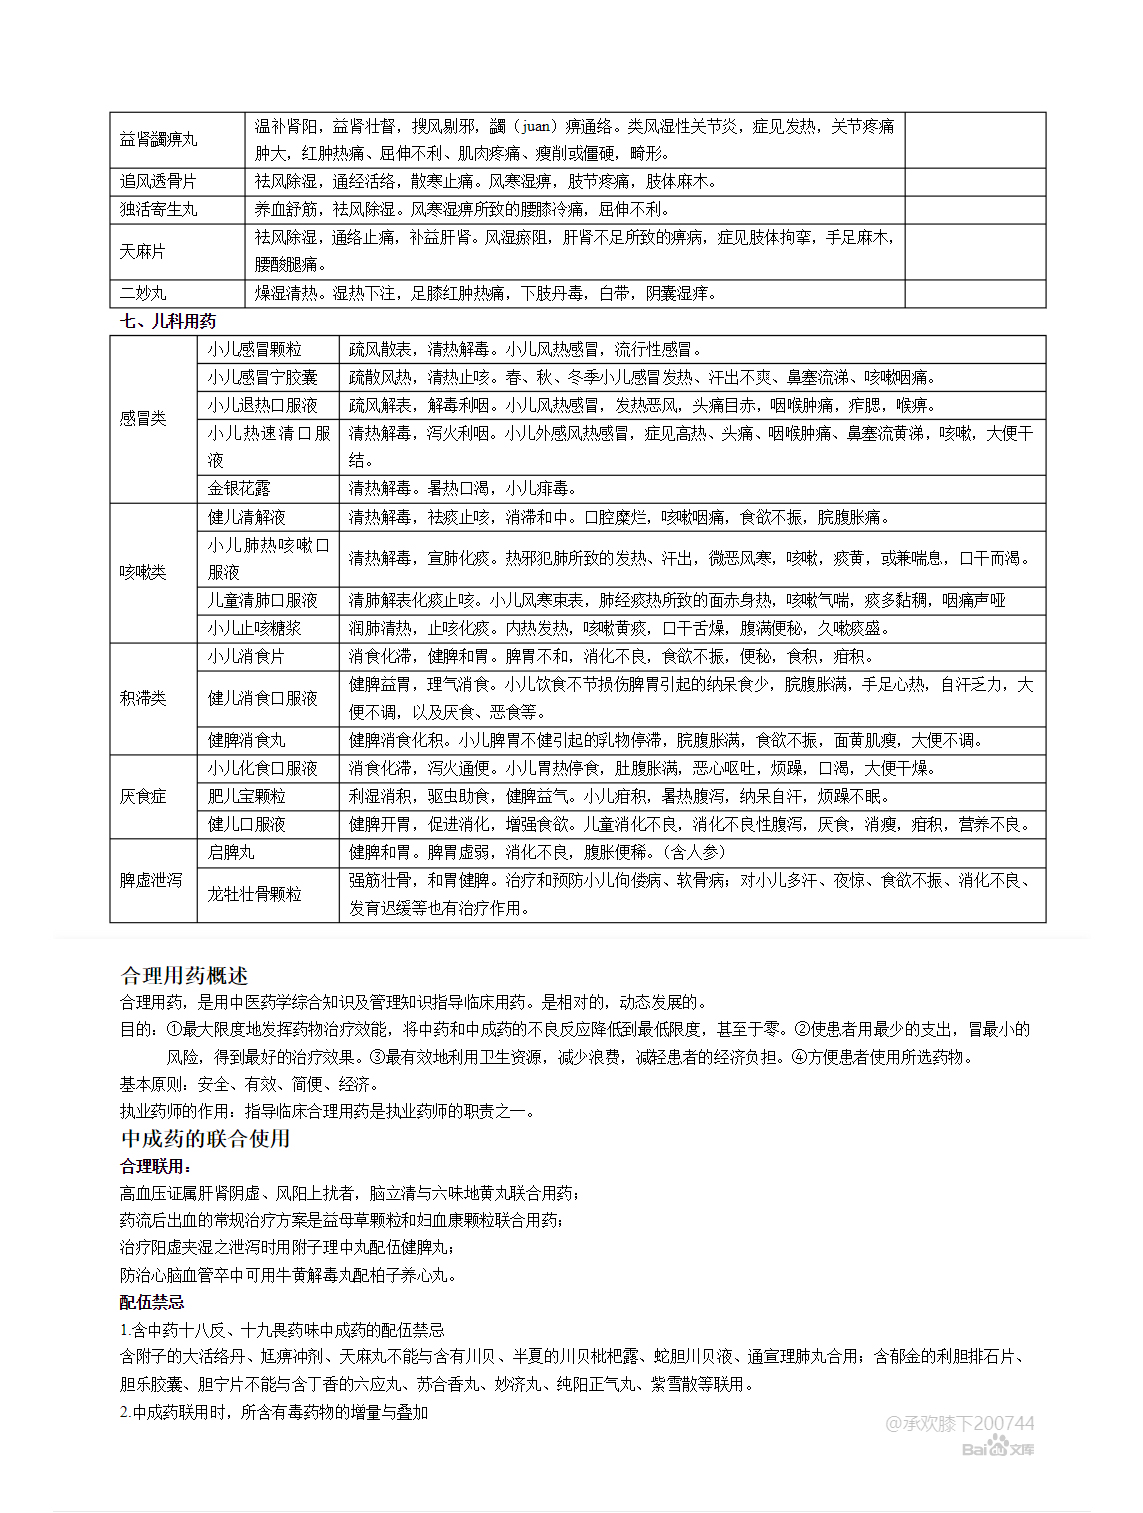 益肾蠲痹丸
温补肾阳，益肾壮督，搜风剔邪，蠲（juan）痹通络。类风湿性关节炎，症见发热，关节疼痛
肿大，红肿热痛、屈伸不利、肌肉疼痛、瘦削或僵硬，畸形。
追风透骨片
祛风除湿，通经活络，散寒止痛。风寒湿痹，肢节疼痛，肢体麻木。
独活寄生丸
养血舒筋，祛风除湿。风寒湿痹所致的腰膝冷痛，屈伸不利。
天麻片
祛风除湿，通络止痛，补益肝肾。风湿瘀阻，肝肾不足所致的痹病，症见肢体拘挛，手足麻木，
腰酸腿痛。
二妙丸
燥湿清热。湿热下注，足膝红肿热痛，下肢丹毒，白带，阴囊湿痒。
七、儿科用药
感冒类
小儿感冒颗粒
疏风散表，清热解毒。小儿风热感冒，流行性感冒。
小儿感冒宁胶囊
疏散风热，清热止咳。春、秋、冬季小儿感冒发热、汗出不爽、鼻塞流涕、咳嗽咽痛。
小儿退热口服液
疏风解表，解毒利咽。小儿风热感冒，发热恶风，头痛目赤，咽喉肿痛，痄腮，喉痹。
小儿热速清口服
液
清热解毒，泻火利咽。小儿外感风热感冒，症见高热、头痛、咽喉肿痛、鼻塞流黄涕，咳嗽，大便干
结。
金银花露
清热解毒。暑热口渴，小儿痱毒。
咳嗽类
健儿清解液
清热解毒，祛痰止咳，消滞和中。口腔糜烂，咳嗽咽痛，食欲不振，脘腹胀痛。
小儿肺热咳嗽口
服液
清热解毒，宣肺化痰。热邪犯肺所致的发热、汗出，微恶风寒，咳嗽，痰黄，或兼喘息，口干而渴。
儿童清肺口服液
清肺解表化痰止咳。小儿风寒束表，肺经痰热所致的面赤身热，咳嗽气喘，痰多黏稠，咽痛声哑
小儿止咳糖浆
润肺清热，止咳化痰。内热发热，咳嗽黄痰，口干舌燥，腹满便秘，久嗽痰盛。
积滞类
小儿消食片
消食化滞，健脾和胃。脾胃不和，消化不良，食欲不振，便秘，食积，疳积。
健儿消食口服液
健脾益胃，理气消食。小儿饮食不节损伤脾胃引起的纳呆食少，脘腹胀满，手足心热，自汗乏力，大
便不调，以及厌食、恶食等。
健脾消食丸
健脾消食化积。小儿脾胃不健引起的乳物停滞，脘腹胀满，食欲不振，面黄肌瘦，大便不调。
厌食症
小儿化食口服液
消食化滞，泻火通便。小儿胃热停食，肚腹胀满，恶心呕吐，烦躁，口渴，大便干燥。
肥儿宝颗粒
利湿消积，驱虫助食，健脾益气。小儿疳积，暑热腹泻，纳呆自汗，烦躁不眠。
健儿口服液
健脾开胃，促进消化，增强食欲。儿童消化不良，消化不良性腹泻，厌食，消瘦，疳积，营养不良。
脾虚泄泻
启脾丸
健脾和胃。脾胃虚弱，消化不良，腹胀便稀。（含人参）
龙牡壮骨颗粒
强筋壮骨，和胃健脾。治疗和预防小儿佝偻病、软骨病；对小儿多汗、夜惊、食欲不振、消化不良、
发育迟缓等也有治疗作用。
合理用药概述
合理用药，是用中医药学综合知识及管理知识指导临床用药。是相对的，动态发展的。
目的：①最大限度地发挥药物治疗效能，将中药和中成药的不良反应降低到最低限度，甚至于零。②使患者用最少的支出，冒最小的
风险，得到最好的治疗效果。③最有效地利用卫生资源，减少浪费，减轻患者的经济负担。④方便患者使用所选药物。
基本原则：安全、有效、简便、经济。
执业药师的作用：指导临床合理用药是执业药师的职责之一。
中成药的联合使用
合理联用：
高血压证属肝肾阴虚、风阳上扰者，脑立清与六味地黄丸联合用药；
药流后出血的常规治疗方案是益母草颗粒和妇血康颗粒联合用药；
治疗阳虚夹湿之泄泻时用附子理中丸配伍健脾丸；
防治心脑血管卒中可用牛黄解毒丸配柏子养心丸。
配伍禁忌
1.含中药十八反、十九畏药味中成药的配伍禁忌
含附子的大活络丹、尪痹冲剂、天麻丸不能与含有川贝、半夏的川贝枇杷露、蛇胆川贝液、通宣理肺丸合用；含郁金的利胆排石片、
胆乐胶囊、胆宁片不能与含丁香的六应丸、苏合香丸、妙济丸、纯阳正气丸、紫雪散等联用。
2.中成药联用时，所含有毒药物的增量与叠加
@承欢膝下200744
Bai du 文库